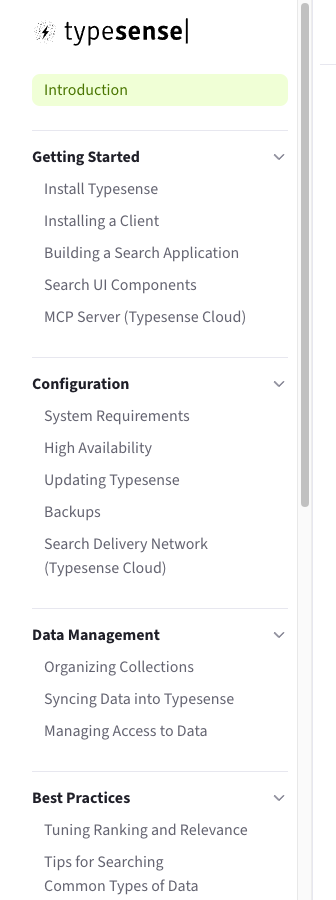 typesense|
Introduction
Getting Started
Install Typesense
Installing a Client
Building a Search Application
Search UI Components
MCP Server (Typesense Cloud)
Configuration
System Requirements
High Availability
Updating Typesense
Backups
Search Delivery Network
(Typesense Cloud)
Data Management
Organizing Collections
Syncing Data into Typesense
Managing Access to Data
Best Practices
Tuning Ranking and Relevance
Tips for Searching
Common Types of Data